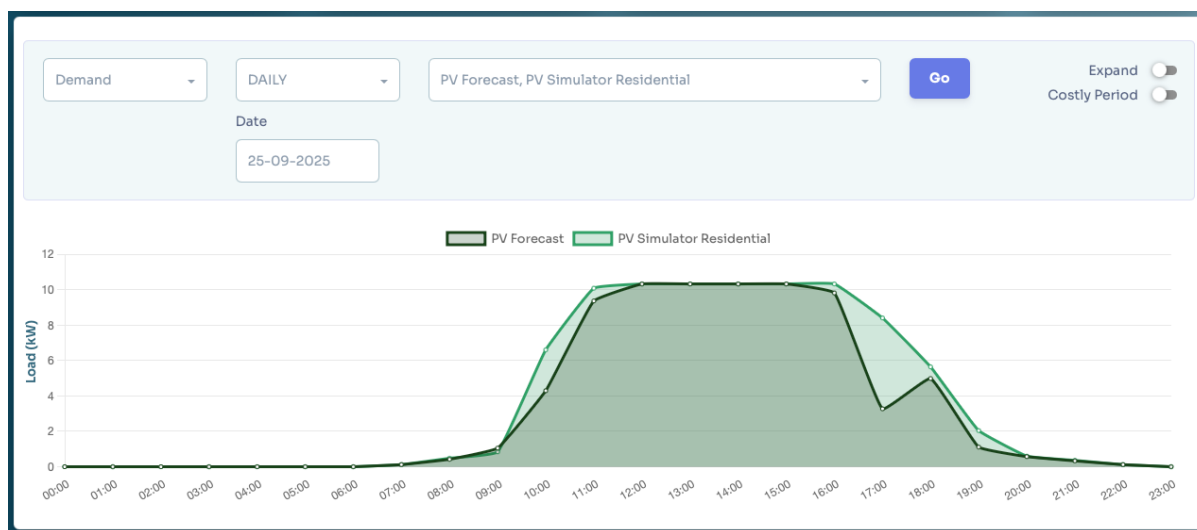 Demand
DAILY
PV Forecast, PV Simulator Residential
Go
Expand
Costly Period
Date
25-09-2025
PV Forecast
PV Simulator Residential
Load (kW)
12
10
8
6
4
2
0
00:00 01:00 02:00 03:00 04:00 05:00 06:00 07:00 08:00 09:00 10:00 11:00 12:00 13:00 14:00 15:00 16:00 17:00 18:00 19:00 20:00 21:00 22:00 23:00